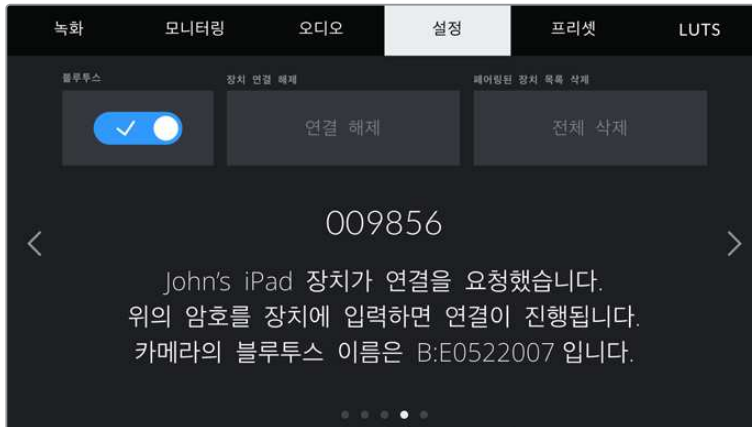 녹화 모니터링 오디오 설정 프리셋 LUTS
블루투스 장치 연결 해제 페어링된 장치 목록 삭제
연결 해제 전체 삭제
009856
John's iPad 장치가 연결을 요청했습니다.
위의 암호를 장치에 입력하면 연결이 진행됩니다.
카메라의 블루투스 이름은 B:E0522007 입니다.